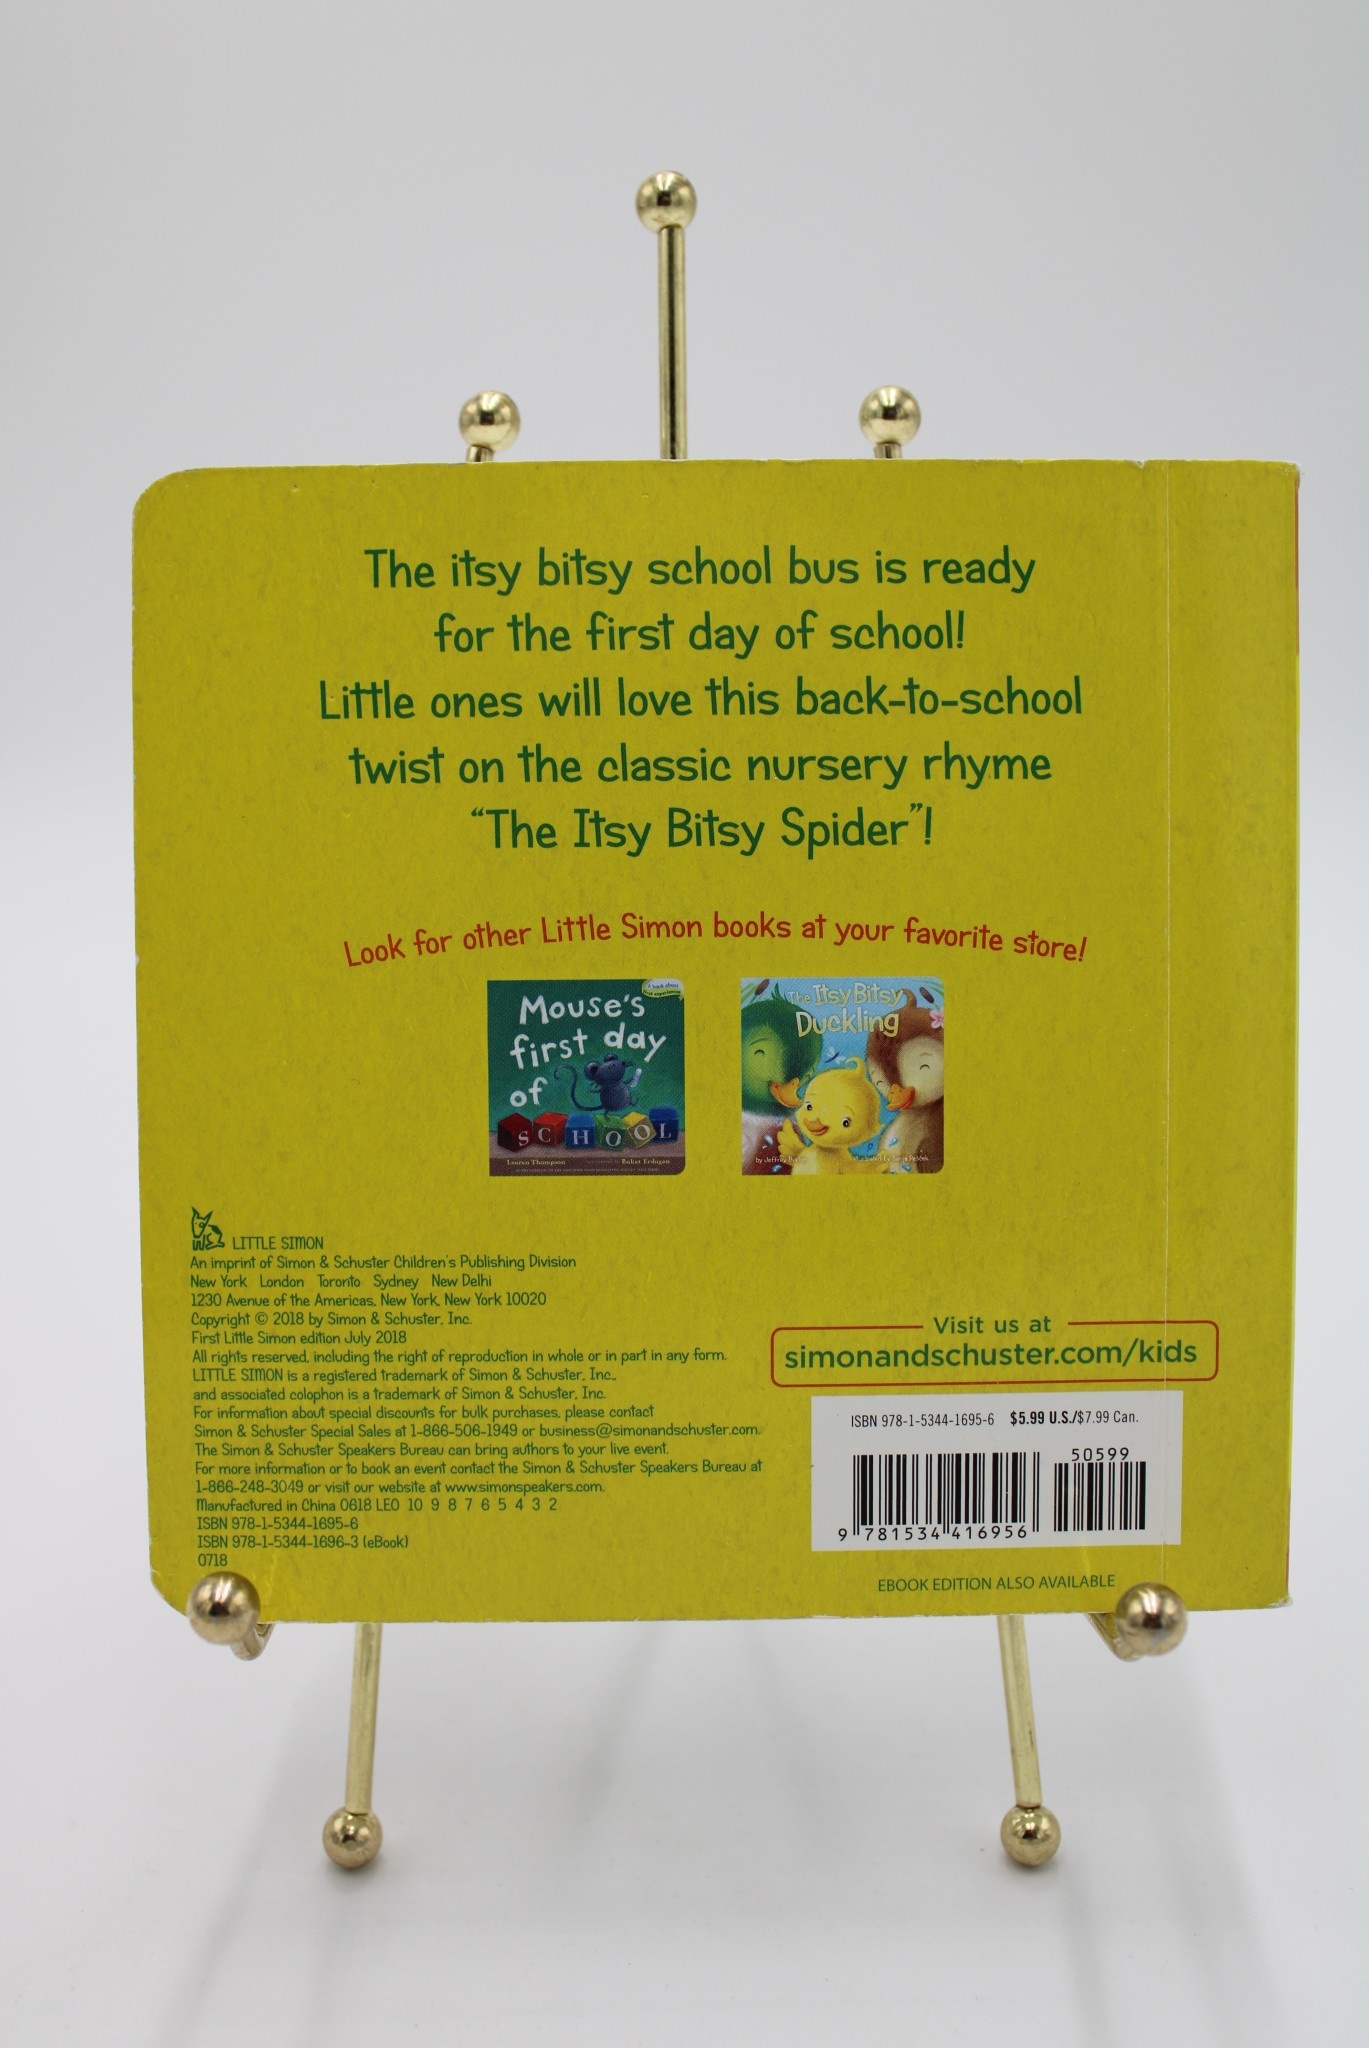 The itsy bitsy school bus is ready
for the first day of school!
Little ones will love this back-to-school
twist on the classic nursery rhyme
“The Itsy Bitsy Spider”!
Look for other Little Simon books at your favorite store!
A book about
first experiences
Mouse's
first day
of
SCHOOL
Lauren Thompson
Buket Erdogan
The Itsy Bitsy
Duckling
by Jeffrey
LITTLE SIMON
An imprint of Simon & Schuster Children's Publishing Division
New York London Toronto Sydney New Delhi
1230 Avenue of the Americas, New York, New York 10020
Copyright © 2018 by Simon & Schuster, Inc.
First Little Simon edition July 2018
All rights reserved, including the right of reproduction in whole or in part in any form.
LITTLE SIMON is a registered trademark of Simon & Schuster, Inc.,
and associated colophon is a trademark of Simon & Schuster, Inc.
For information about special discounts for bulk purchases, please contact
Simon & Schuster Special Sales at 1-866-506-1949 or business@simonandschuster.com.
The Simon & Schuster Speakers Bureau can bring authors to your live event.
For more information or to book an event contact the Simon & Schuster Speakers Bureau at
1-866-248-3049 or visit our website at www.simonspeakers.com.
Manufactured in China 0618 LEO 10 9 8 7 6 5 4 3 2
ISBN 978-1-5344-1695-6
ISBN 978-1-5344-1696-3 (eBook)
0718
Visit us at
simonandschuster.com/kids
ISBN 978-1-5344-1695-6 $5.99 U.S./$7.99 Can.
50599
9 781534 416956
EBOOK EDITION ALSO AVAILABLE